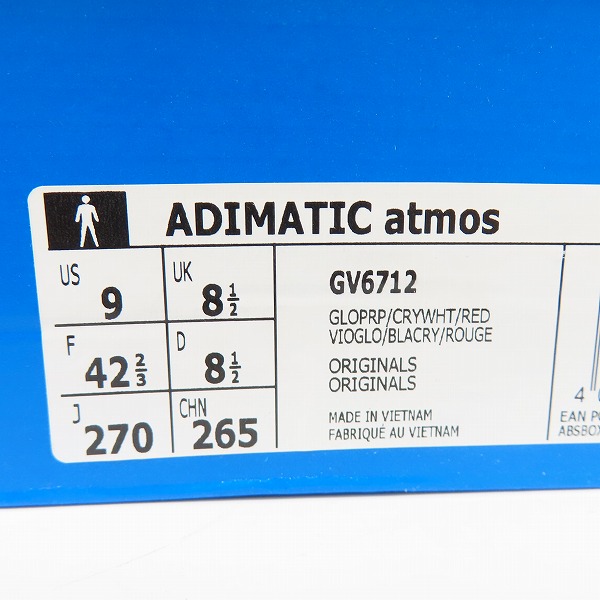 ADIMATIC atmos
US 9 UK 8 1/2
F 42 2/3 D 8 1/2
J 270 CHN 265
GV6712
GLOPRP/CRYWHT/RED
VIOGLO/BLACRY/ROUGE
ORIGINALS
ORIGINALS
MADE IN VIETNAM
FABRIQUÉ AU VIETNAM
4
EAN
ABSBOX